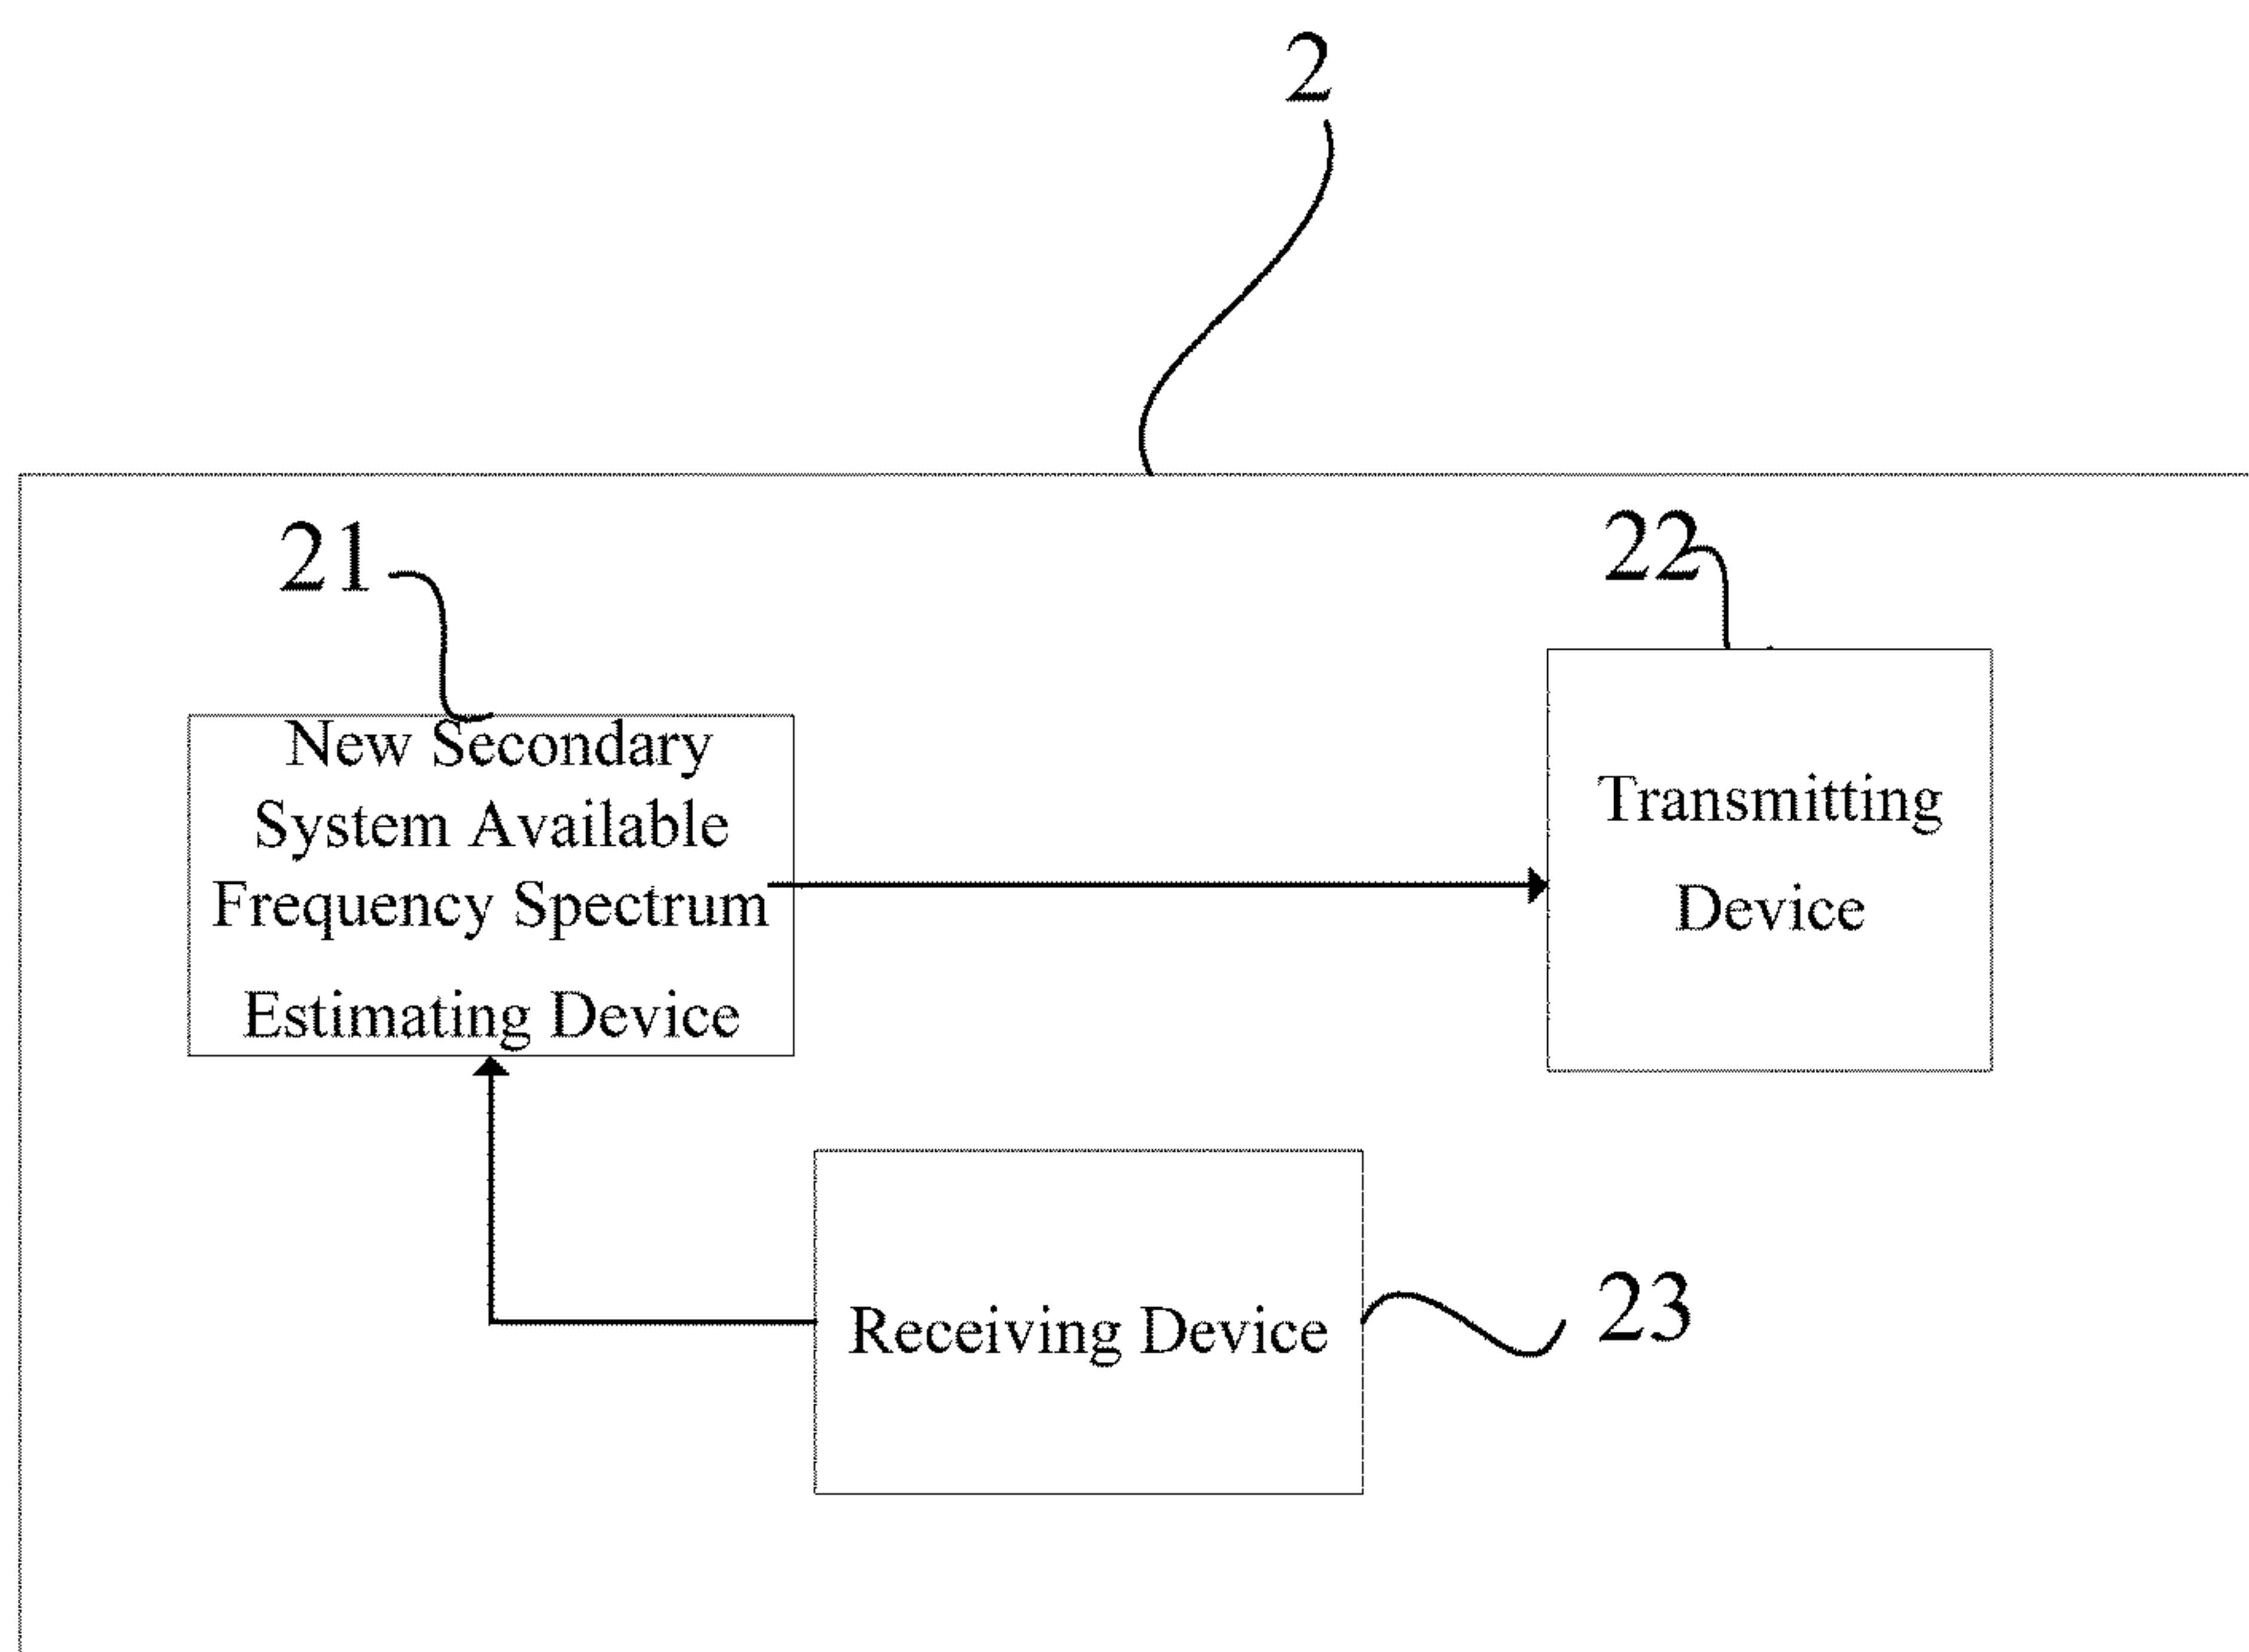 2
21
22
New Secondary
System Available
Frequency Spectrum
Estimating Device
Transmitting
Device
Receiving Device
23